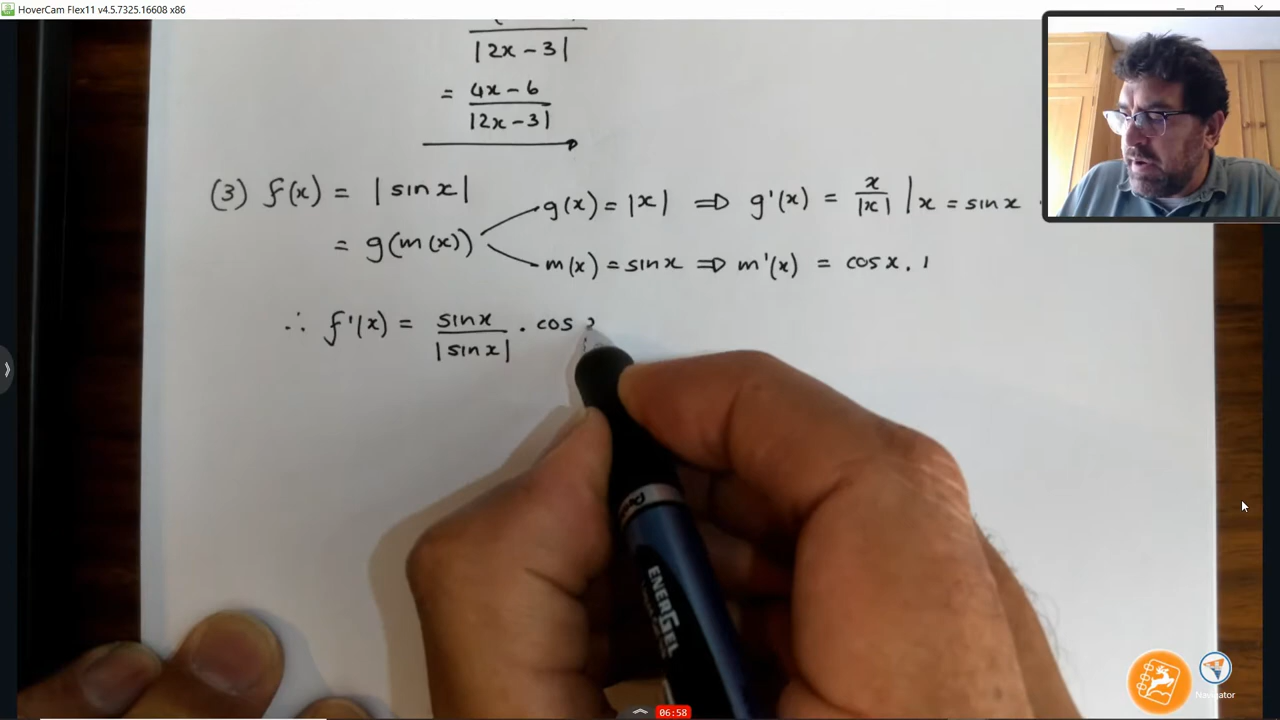 HoverCam Flex11 v4.5.7325.16608 x86
|2x - 3|
= 4x - 6
|2x - 3|
(3) f(x) = |sin x|
g(x) = |x| ⇒ g'(x) = x/|x| |x = sin x
= g(m(x))
m(x) = sin x ⇒ m'(x) = cos x . 1
∴ f'(x) = sin x/|sin x| . cos
ENERGEL
06:58
Navigator